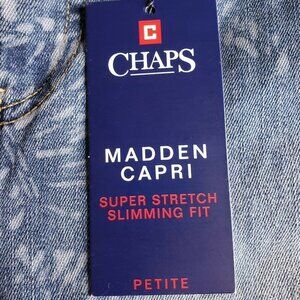 C
CHAPS
MADDEN
CAPRI
SUPER STRETCH
SLIMMING FIT
PETITE